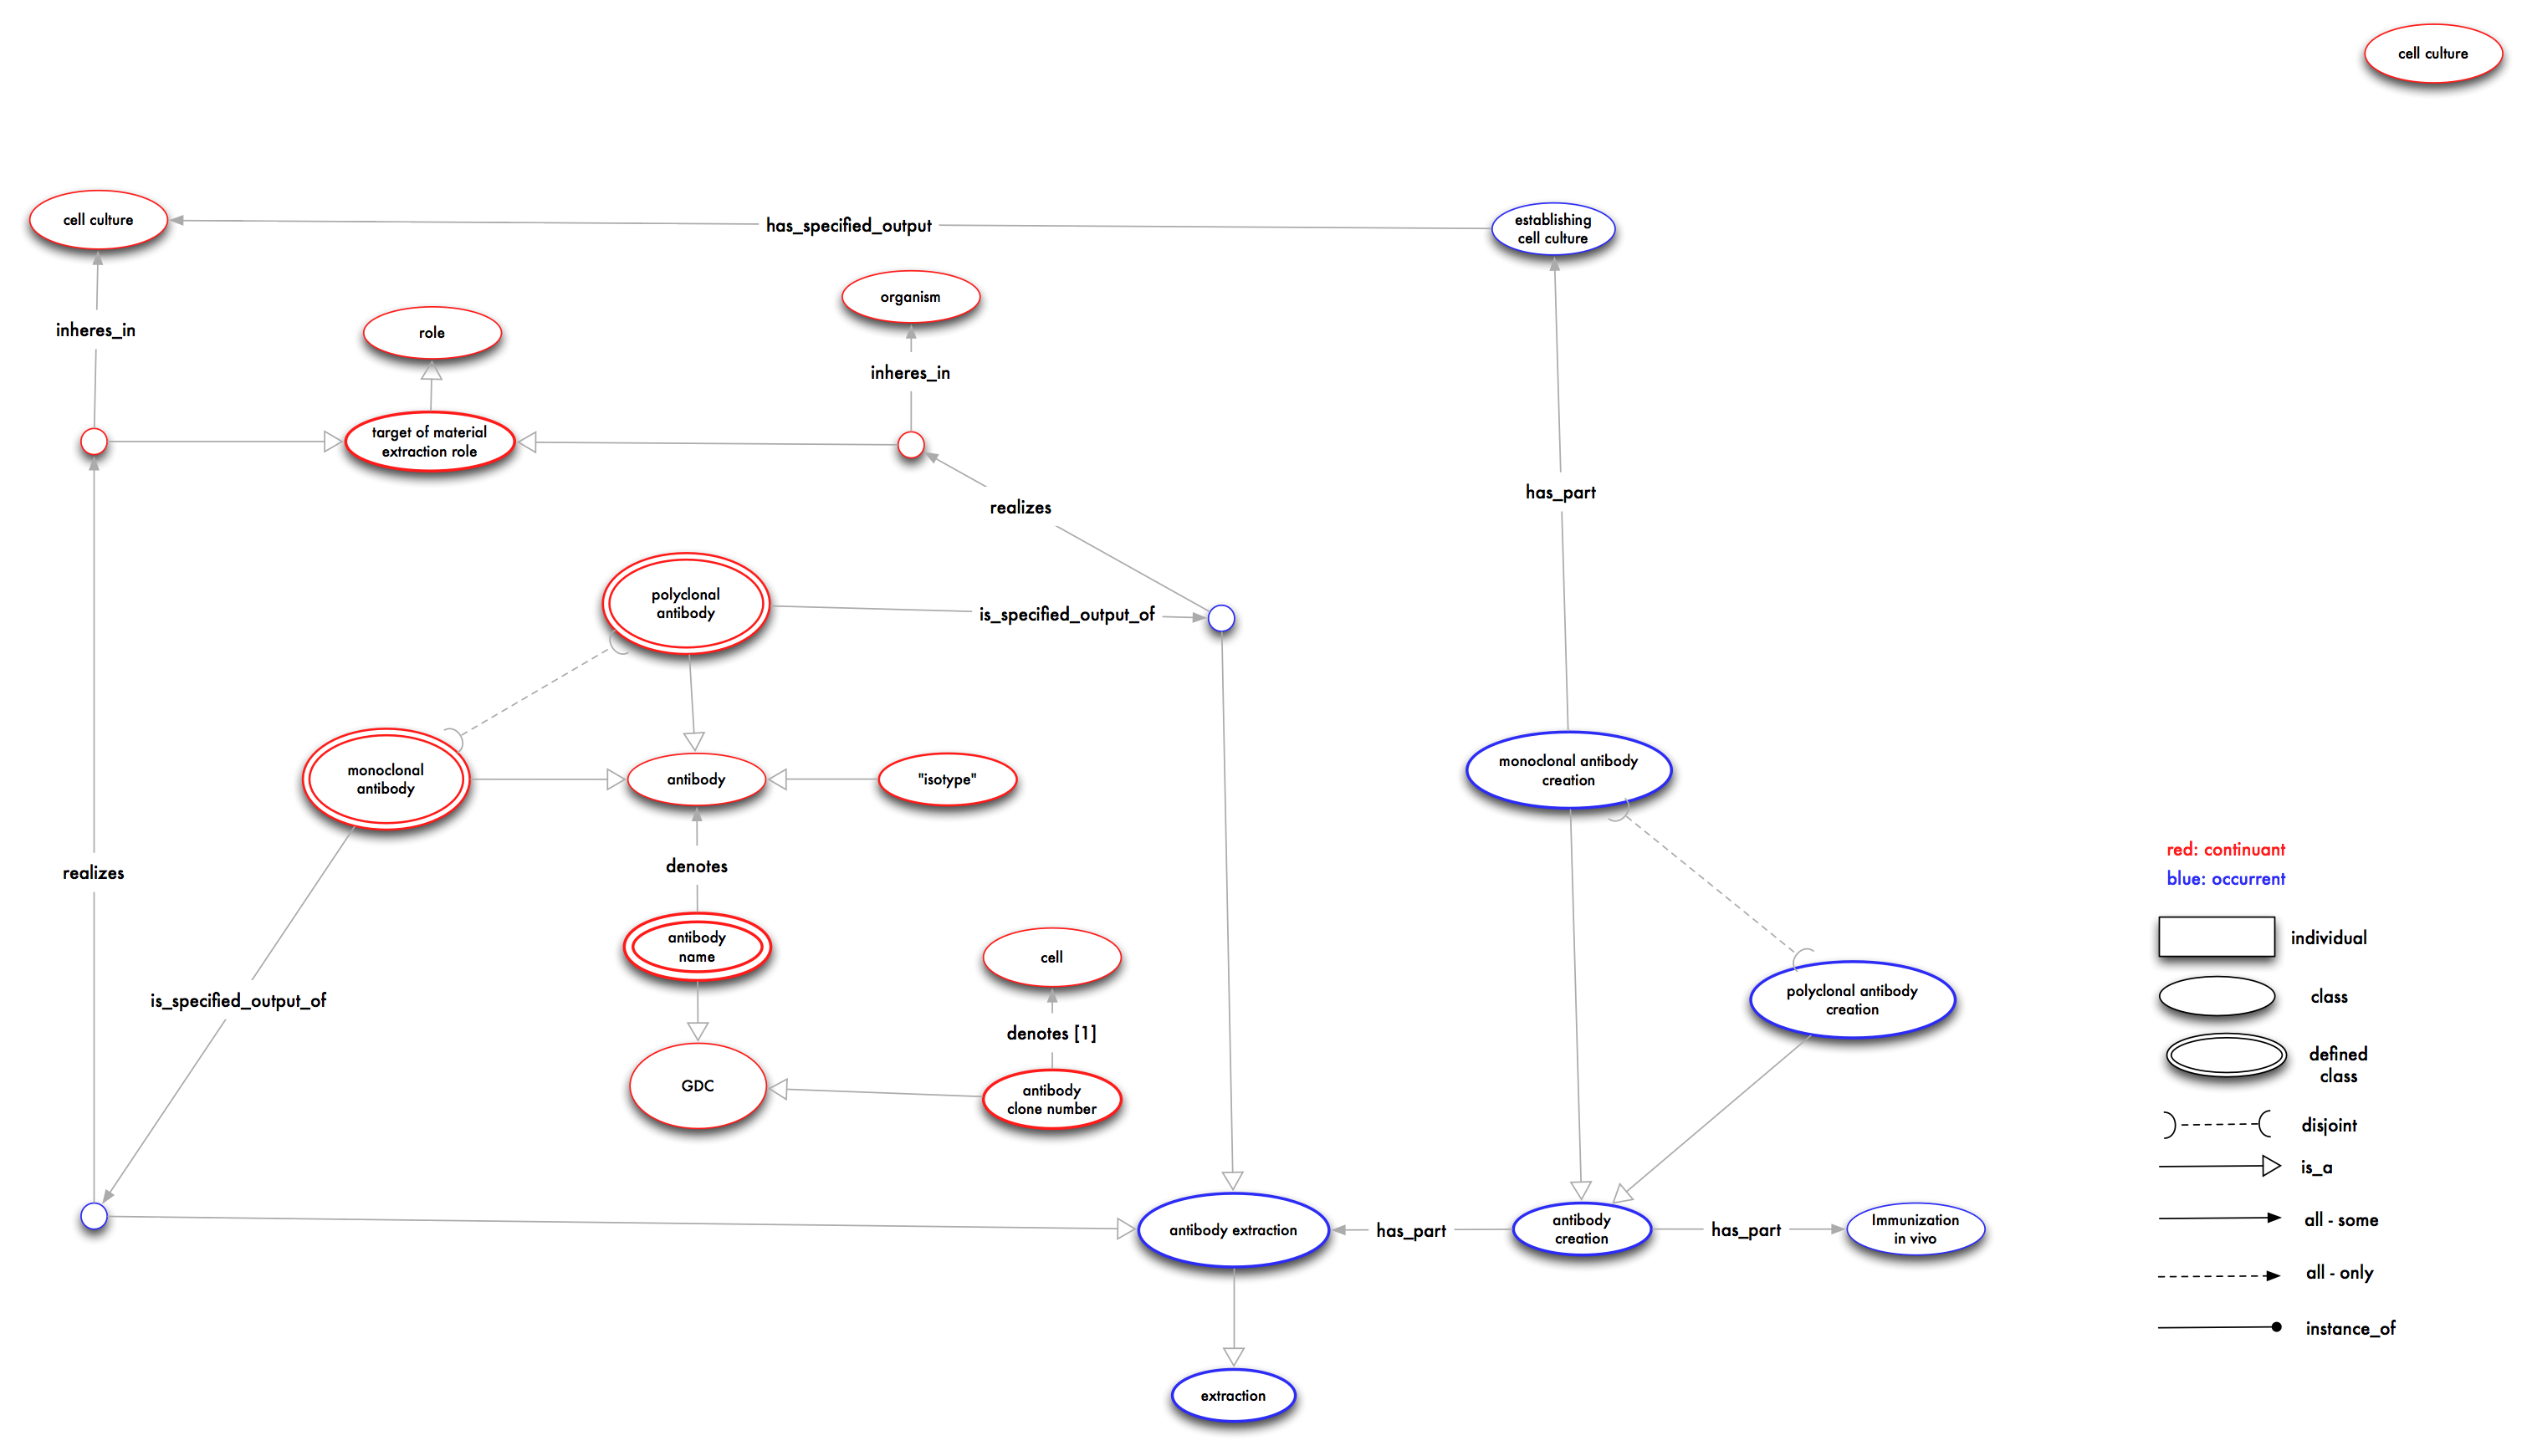 cell culture
cell culture
has_specified_output
establishing
cell culture
organism
inheres_in
role
inheres_in
target of material
extraction role
realizes
has_part
polyclonal
antibody
is_specified_output_of
monoclonal
antibody
antibody
"isotype"
monoclonal antibody
creation
realizes
denotes
red: continuant
blue: occurrent
antibody
name
cell
individual
is_specified_output_of
denotes [1]
polyclonal antibody
creation
class
GDC
antibody
clone number
defined
class
disjoint
is_a
antibody extraction
has_part
antibody
creation
has_part
Immunization
in vivo
all - some
all - only
instance_of
extraction